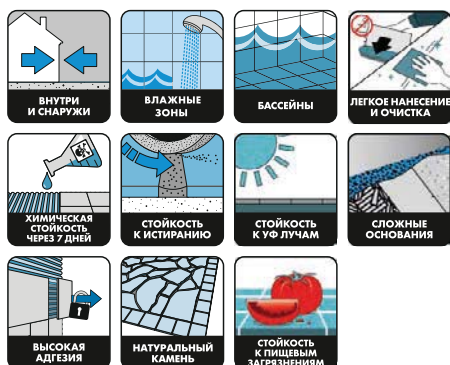 ВНУТРИ
И СНАРУЖИ
ВЛАЖНЫЕ
ЗОНЫ
БАССЕЙНЫ
ЛЕГКОЕ НАНЕСЕНИЕ
И ОЧИСТКА
ХИМИЧЕСКАЯ
СТОЙКОСТЬ
ЧЕРЕЗ 7 ДНЕЙ
СТОЙКОСТЬ
К ИСТИРАНИЮ
СТОЙКОСТЬ
К УФ ЛУЧАМ
СЛОЖНЫЕ
ОСНОВАНИЯ
ВЫСОКАЯ
АДГЕЗИЯ
НАТУРАЛЬНЫЙ
КАМЕНЬ
СТОЙКОСТЬ
К ПИЩЕВЫМ
ЗАГРЯЗНЕНИЯМ